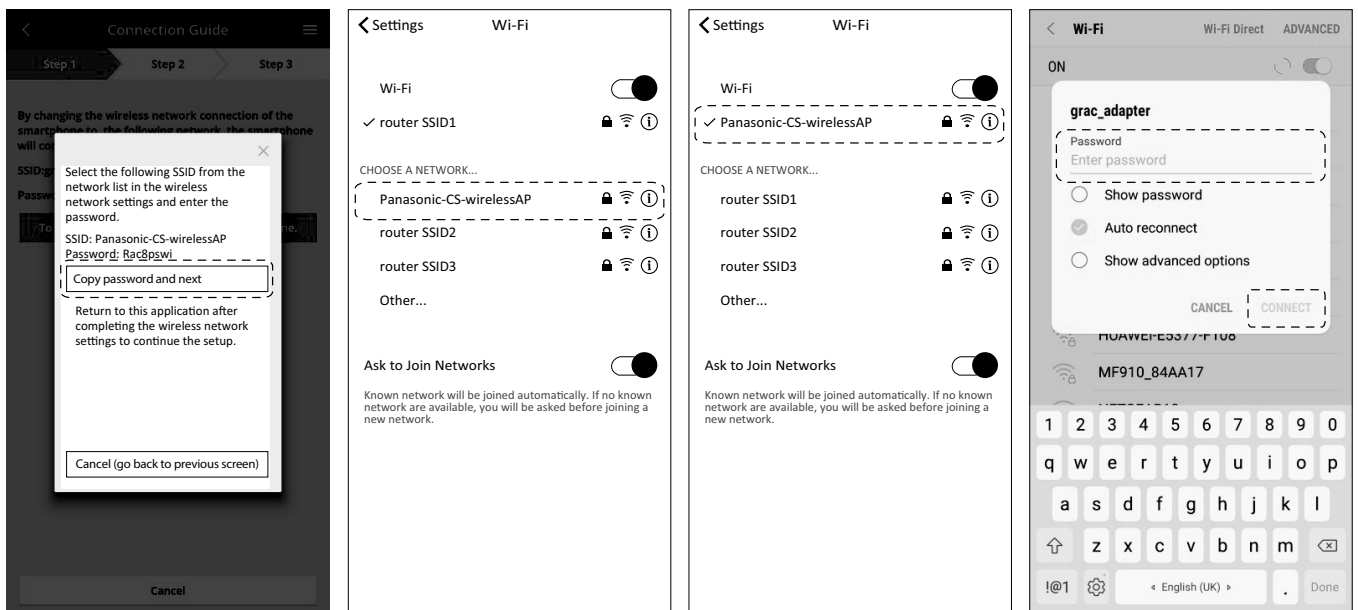 Connection Guide
Step 1
Step 2
Step 3
By changing the wireless network connection of the
smartphone to the following network, the smartphone
will co
SSID:g
Passw
To
ne.
Select the following SSID from the
network list in the wireless
network settings and enter the
password.
SSID: Panasonic-CS-wirelessAP
Password: Rac8pswi
Copy password and next
Return to this application after
completing the wireless network
settings to continue the setup.
Cancel (go back to previous screen)
Cancel
Settings
Wi-Fi
Wi-Fi
router SSID1
CHOOSE A NETWORK...
Panasonic-CS-wirelessAP
router SSID2
router SSID3
Other...
Ask to Join Networks
Known network will be joined automatically. If no known
network are available, you will be asked before joining a
new network.
Settings
Wi-Fi
Wi-Fi
Panasonic-CS-wirelessAP
CHOOSE A NETWORK...
router SSID1
router SSID2
router SSID3
Other...
Ask to Join Networks
Known network will be joined automatically. If no known
network are available, you will be asked before joining a
new network.
Wi-Fi
Wi-Fi Direct
ADVANCED
ON
grac_adapter
Password
Enter password
Show password
Auto reconnect
Show advanced options
CANCEL
CONNECT
HUAWEI-E5377-F108
MF910_84AA17
1 2 3 4 5 6 7 8 9 0
q w e r t y u i o p
a s d f g h j k l
z x c v b n m
!@1
English (UK)
.
Done